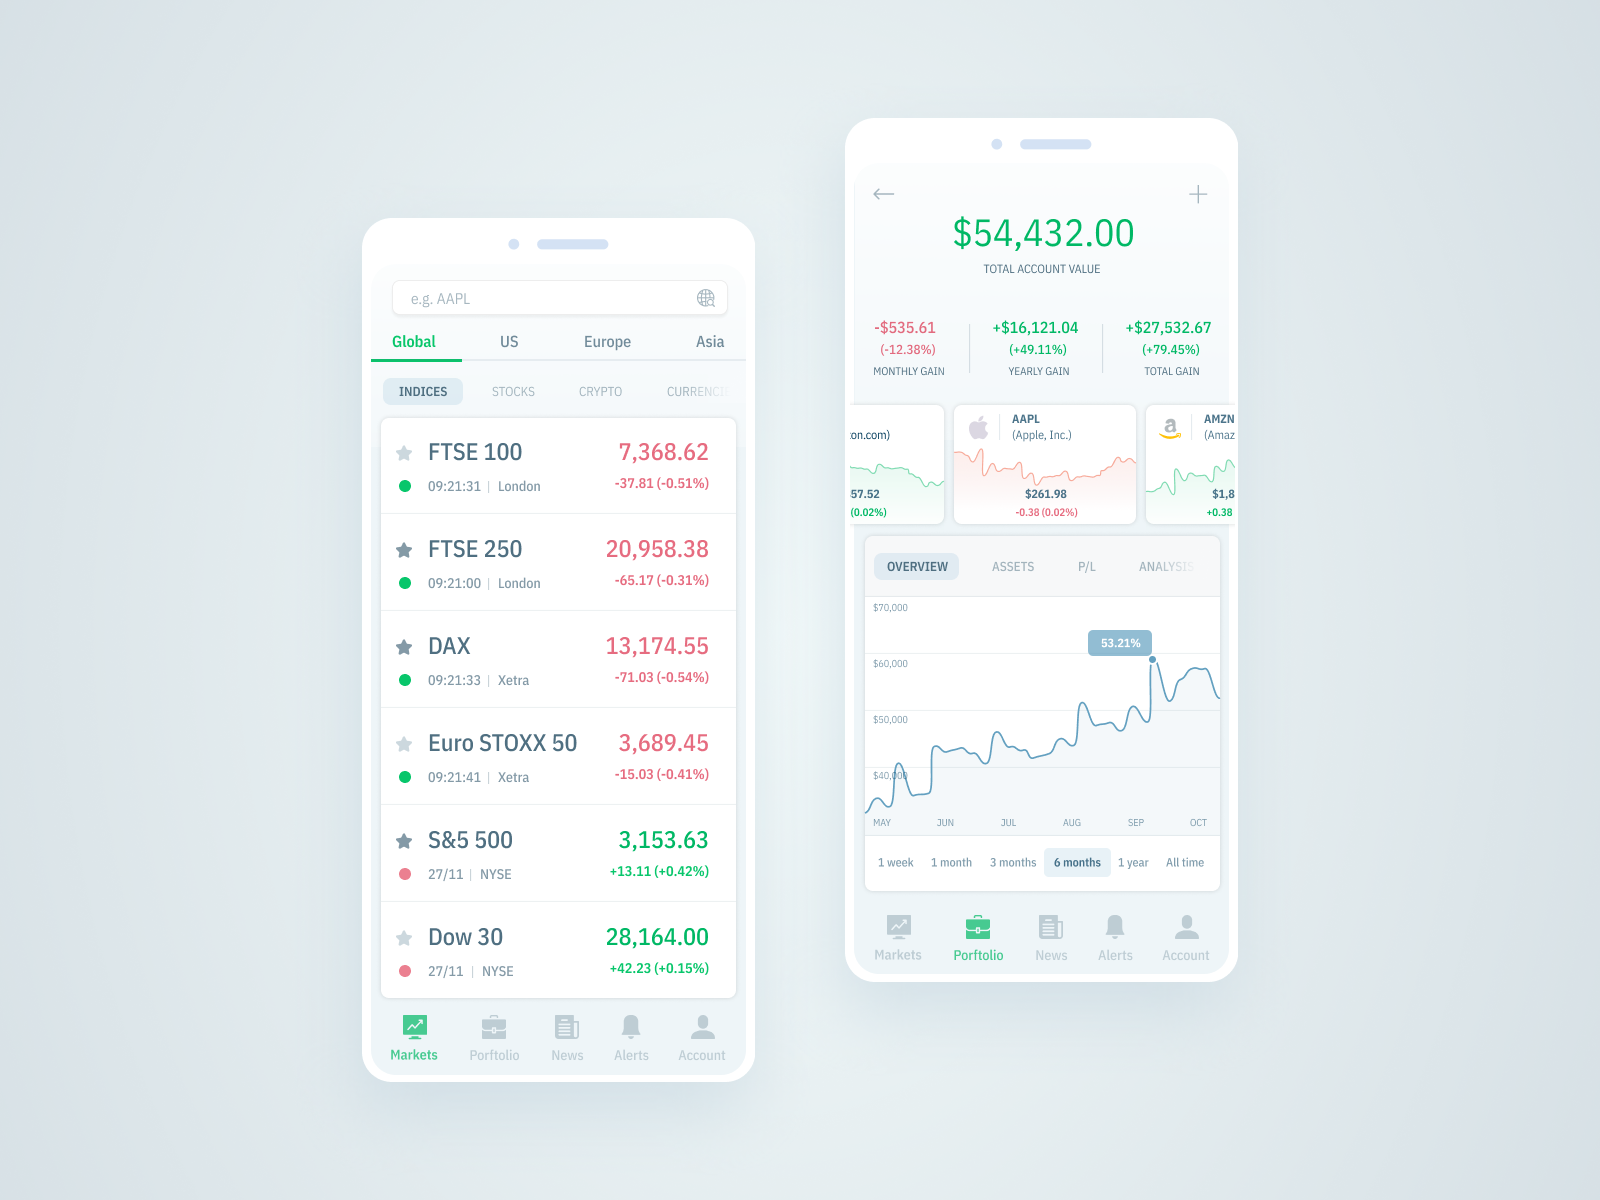 e.g. AAPL
Global US Europe Asia
INDICES STOCKS CRYPTO CURRENCI
FTSE 100 7,368.62
09:21:31 | London -37.81 (-0.51%)
FTSE 250 20,958.38
09:21:00 | London -65.17 (-0.31%)
DAX 13,174.55
09:21:33 | Xetra -71.03 (-0.54%)
Euro STOXX 50 3,689.45
09:21:41 | Xetra -15.03 (-0.41%)
S&5 500 3,153.63
27/11 | NYSE +13.11 (+0.42%)
Dow 30 28,164.00
27/11 | NYSE +42.23 (+0.15%)
Markets Porftolio News Alerts Account
$54,432.00
TOTAL ACCOUNT VALUE
-$535.61 +$16,121.04 +$27,532.67
(-12.38%) (+49.11%) (+79.45%)
MONTHLY GAIN YEARLY GAIN TOTAL GAIN
on.com)
57.52
(0.02%)
AAPL
(Apple, Inc.)
$261.98
-0.38 (0.02%)
a
AMZN
(Amaz
$1,8
+0.38
OVERVIEW ASSETS P/L ANALYSIS
$70,000
53.21%
$60,000
$50,000
$40,000
MAY JUN JUL AUG SEP OCT
1 week 1 month 3 months 6 months 1 year All time
Markets Porftolio News Alerts Account